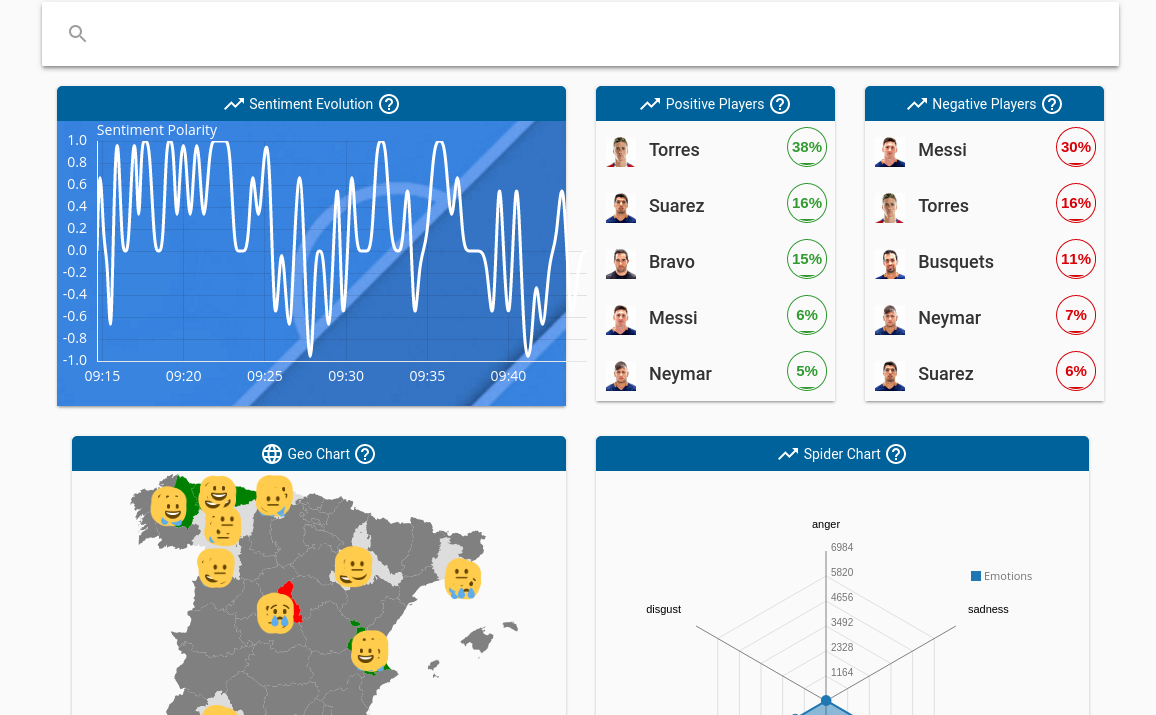 Sentiment Evolution
Sentiment Polarity
1.0
0.8
0.6
0.4
0.2
0.0
-0.2
-0.4
-0.6
-0.8
-1.0
09:15 09:20 09:25 09:30 09:35 09:40
Positive Players
Torres 38%
Suarez 16%
Bravo 15%
Messi 6%
Neymar 5%
Negative Players
Messi 30%
Torres 16%
Busquets 11%
Neymar 7%
Suarez 6%
Geo Chart
Spider Chart
anger
6984
5820
4656
3492
2328
1164
Emotions
disgust
sadness